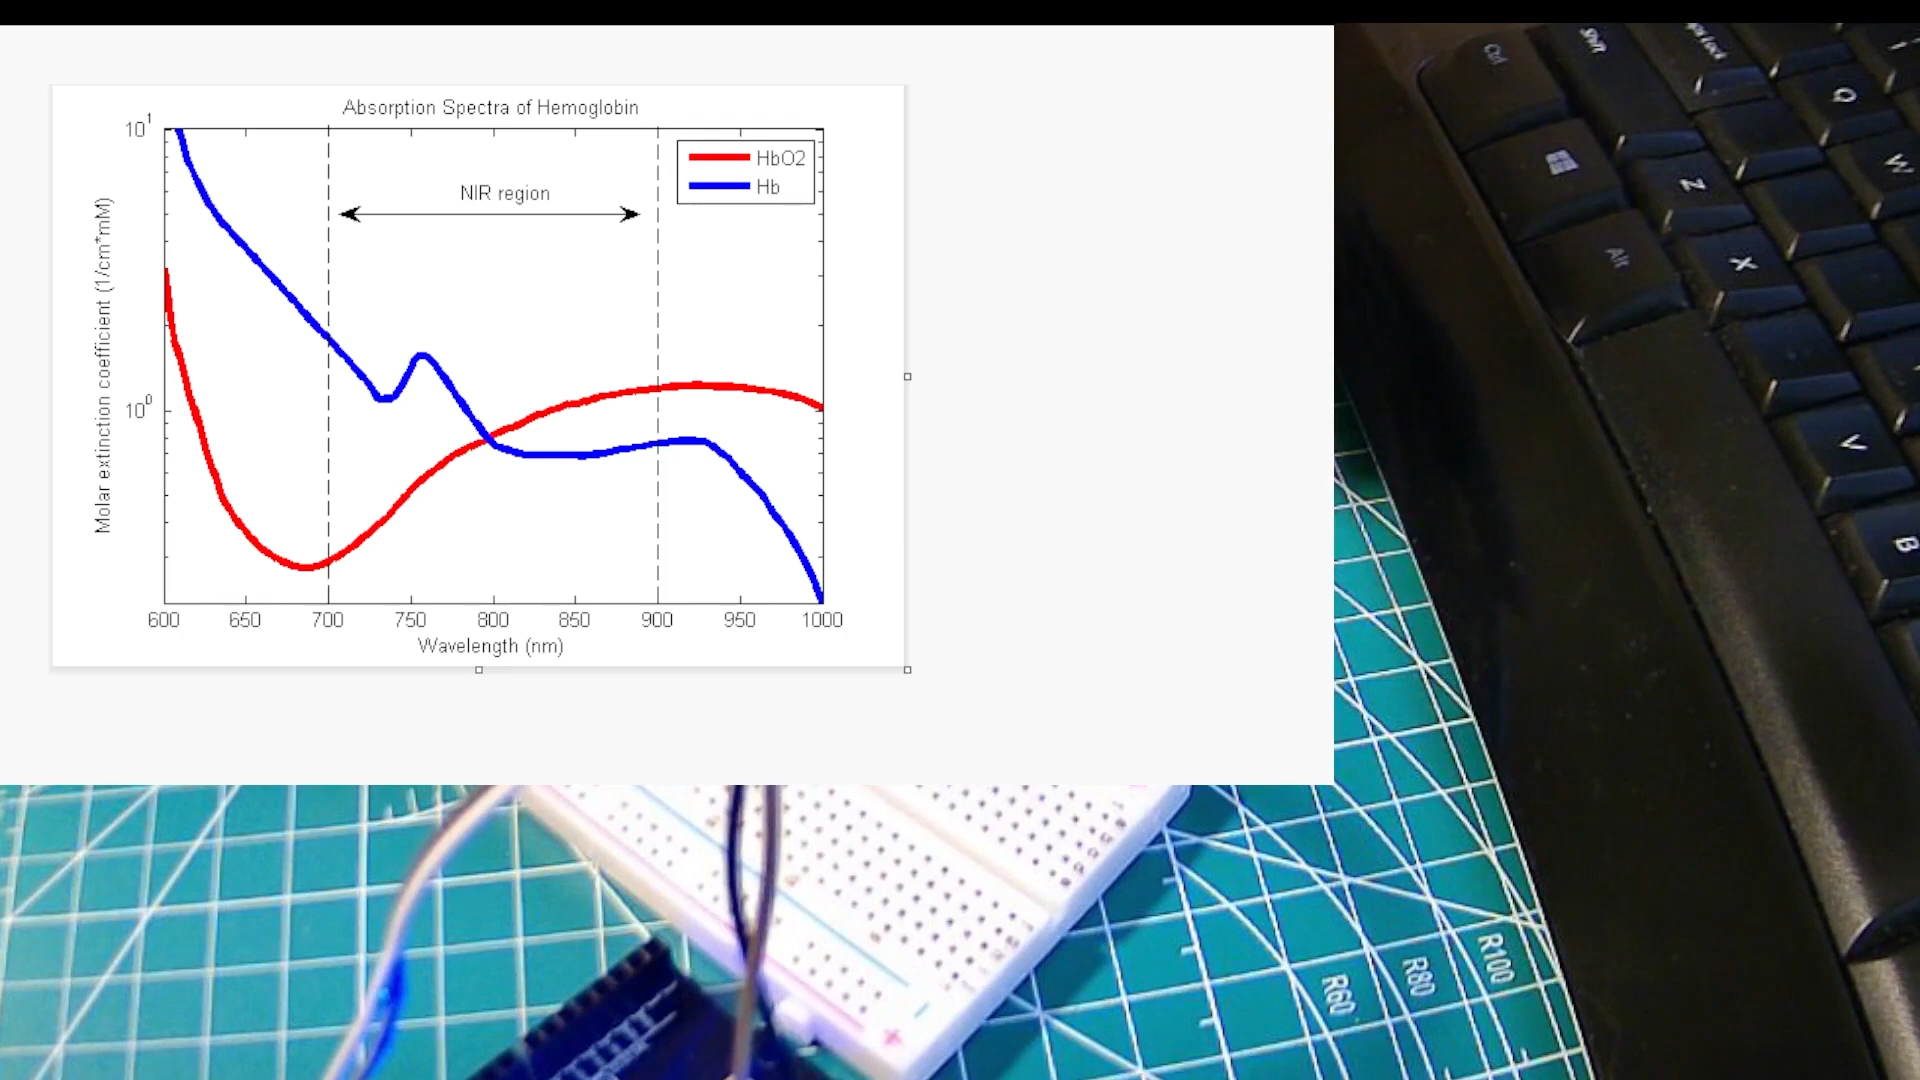 Absorption Spectra of Hemoglobin
10^1
HbO2
Hb
NIR region
Molar extinction coefficient (1/cm*mM)
10^0
600 650 700 750 800 850 900 950 1000
Wavelength (nm)
Ctrl
Shift
Q
W
Z
Alt
X
V
B
R100
R80
R60
+